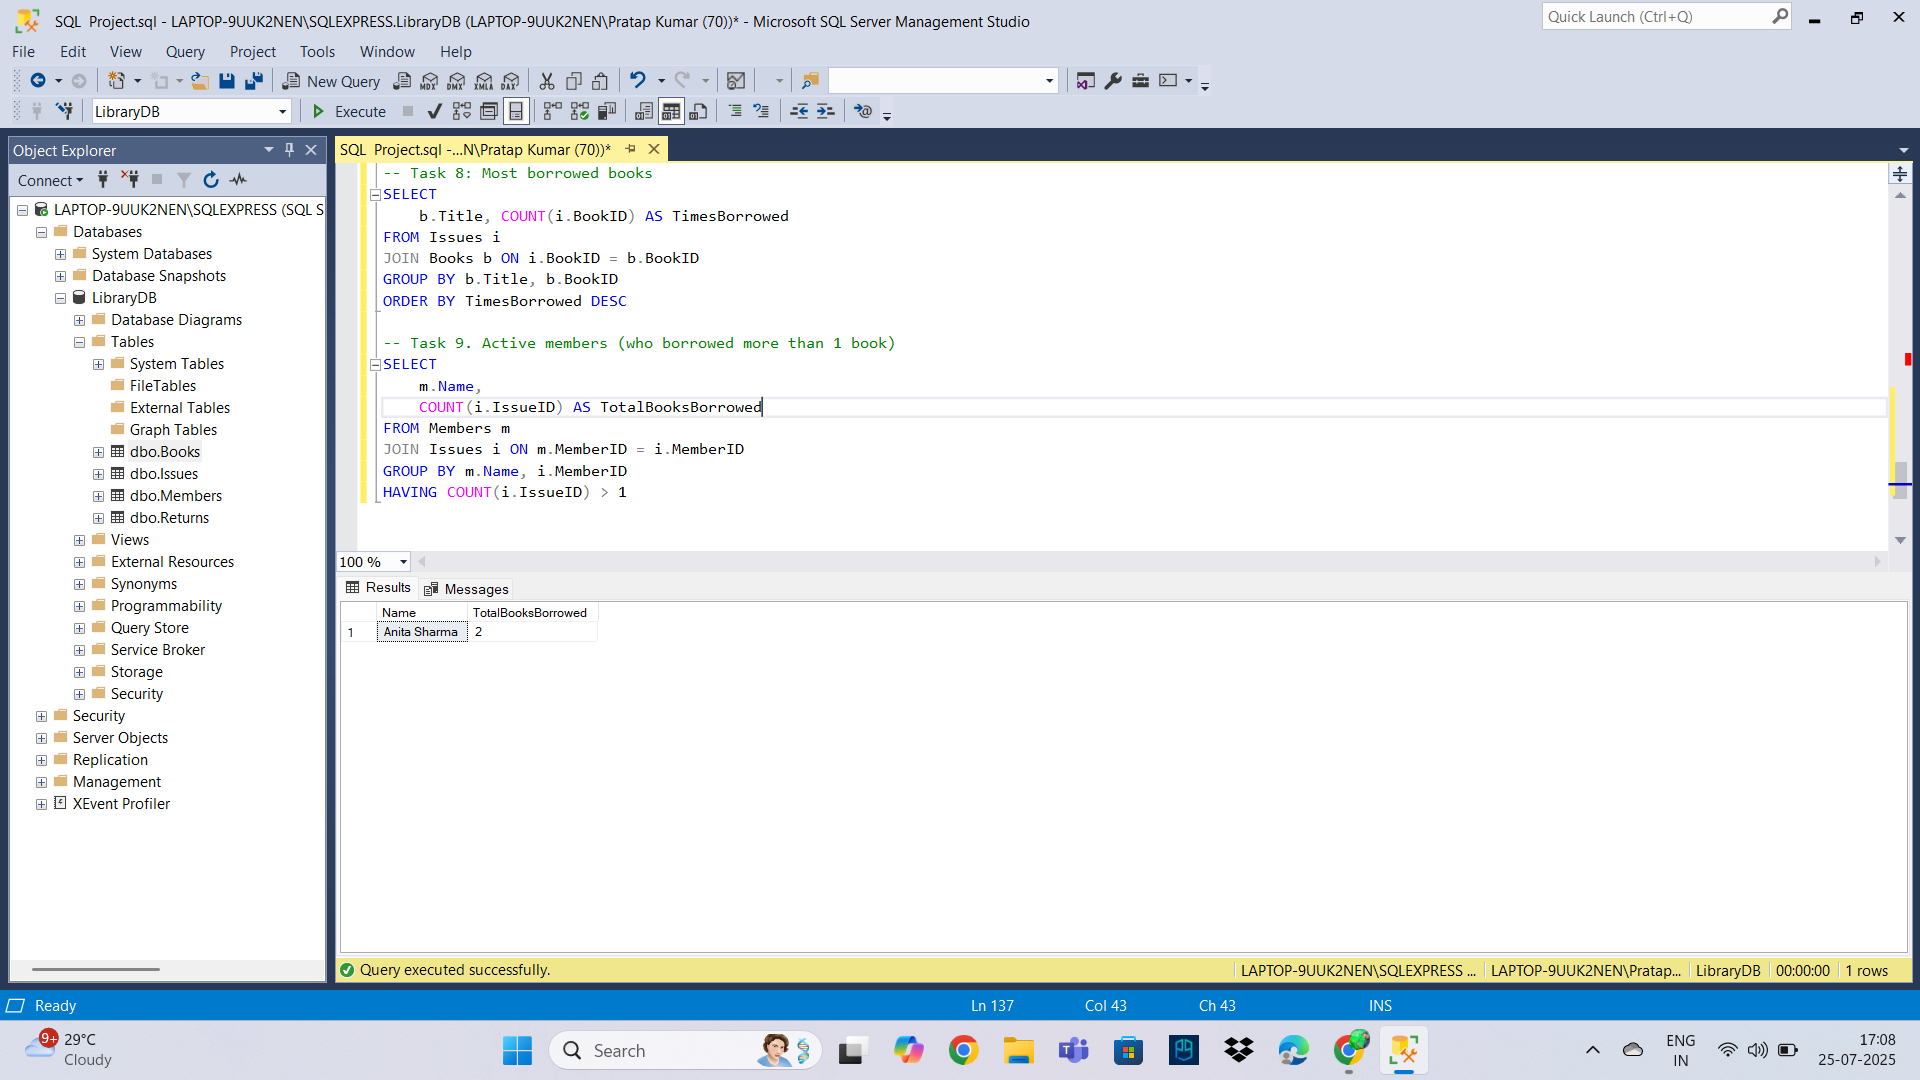 SQL Project.sql - LAPTOP-9UUK2NEN\SQLEXPRESS.LibraryDB (LAPTOP-9UUK2NEN\Pratap Kumar (70))* - Microsoft SQL Server Management Studio
Quick Launch (Ctrl+Q)
File Edit View Query Project Tools Window Help
New Query
MDX DMX XMLA DAX
LibraryDB
Execute
Object Explorer
Connect
LAPTOP-9UUK2NEN\SQLEXPRESS (SQL S
Databases
System Databases
Database Snapshots
LibraryDB
Database Diagrams
Tables
System Tables
FileTables
External Tables
Graph Tables
dbo.Books
dbo.Issues
dbo.Members
dbo.Returns
Views
External Resources
Synonyms
Programmability
Query Store
Service Broker
Storage
Security
Security
Server Objects
Replication
Management
XEvent Profiler
SQL Project.sql -...N\Pratap Kumar (70))*
-- Task 8: Most borrowed books
SELECT
b.Title, COUNT(i.BookID) AS TimesBorrowed
FROM Issues i
JOIN Books b ON i.BookID = b.BookID
GROUP BY b.Title, b.BookID
ORDER BY TimesBorrowed DESC
-- Task 9. Active members (who borrowed more than 1 book)
SELECT
m.Name,
COUNT(i.IssueID) AS TotalBooksBorrowed
FROM Members m
JOIN Issues i ON m.MemberID = i.MemberID
GROUP BY m.Name, i.MemberID
HAVING COUNT(i.IssueID) > 1
100 %
Results Messages
Name TotalBooksBorrowed
1 Anita Sharma 2
Query executed successfully.
LAPTOP-9UUK2NEN\SQLEXPRESS ... LAPTOP-9UUK2NEN\Pratap... LibraryDB 00:00:00 1 rows
Ready
Ln 137 Col 43 Ch 43 INS
9+
29°C
Cloudy
Search
ENG
IN
17:08
25-07-2025